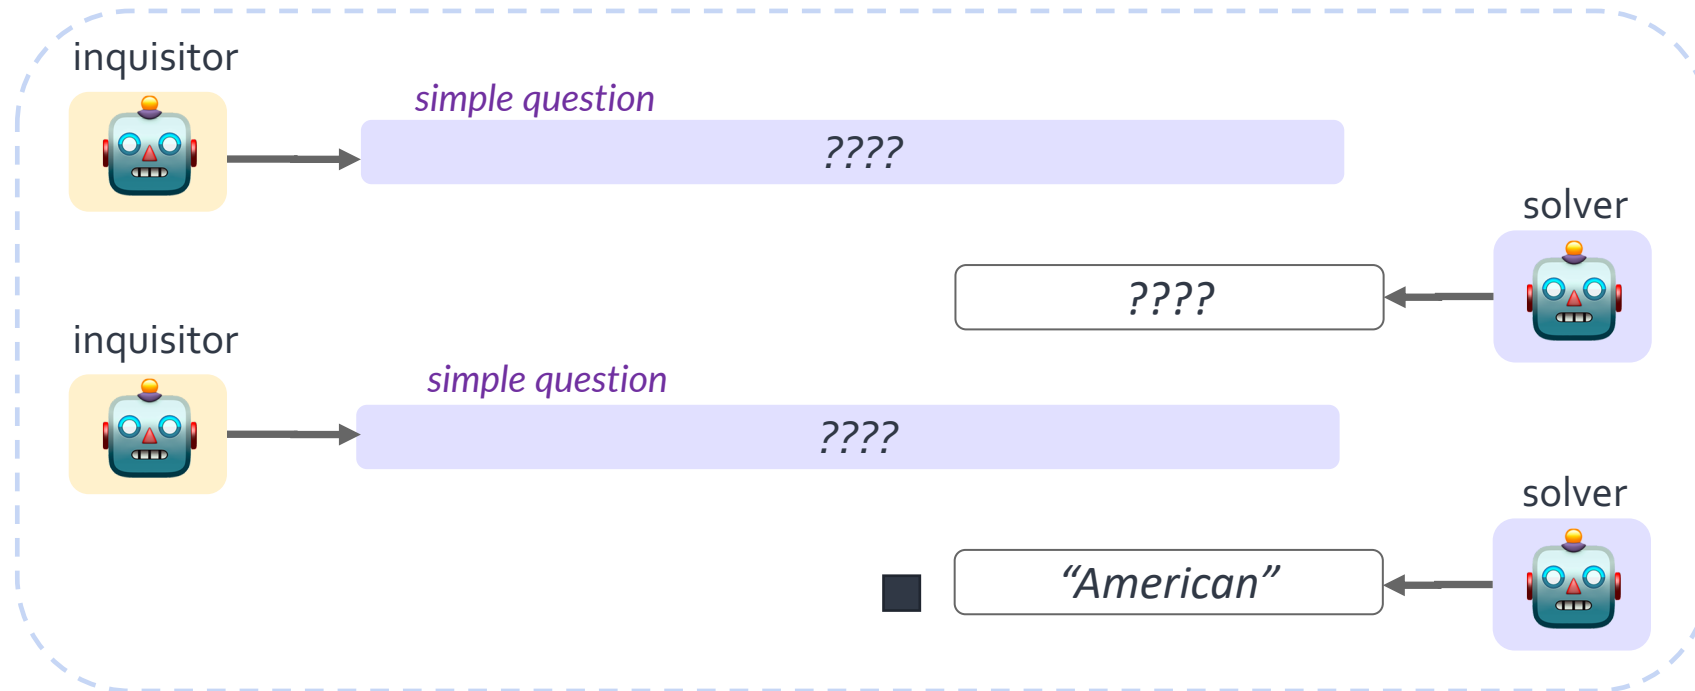 inquisitor
simple question
????
solver
????
inquisitor
simple question
????
solver
“American”